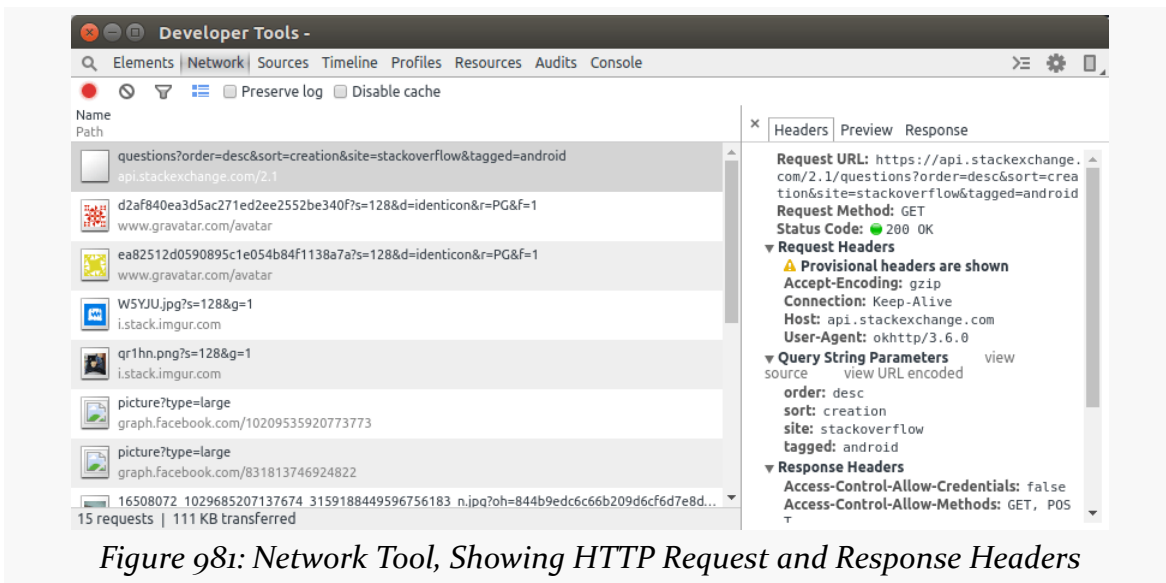 Developer Tools -
Elements Network Sources Timeline Profiles Resources Audits Console
Preserve log Disable cache
Name
Path
questions?order=desc&sort=creation&site=stackoverflow&tagged=android
api.stackexchange.com/2.1
d2af840ea3d5ac271ed2ee2552be340f?s=128&d=identicon&r=PG&f=1
www.gravatar.com/avatar
ea82512d0590895c1e054b84f1138a7a?s=128&d=identicon&r=PG&f=1
www.gravatar.com/avatar
W5YJU.jpg?s=128&g=1
i.stack.imgur.com
qr1hn.png?s=128&g=1
i.stack.imgur.com
picture?type=large
graph.facebook.com/10209535920773773
picture?type=large
graph.facebook.com/831813746924822
16508072_1029685207137674_3159188449596756183_n.jpg?oh=844b9edc6c66b209d6cf6d7e8d...
15 requests | 111 KB transferred
× Headers Preview Response
Request URL: https://api.stackexchange.
com/2.1/questions?order=desc&sort=crea
tion&site=stackoverflow&tagged=android
Request Method: GET
Status Code: 200 OK
Request Headers
Provisional headers are shown
Accept-Encoding: gzip
Connection: Keep-Alive
Host: api.stackexchange.com
User-Agent: okhttp/3.6.0
Query String Parameters view
source view URL encoded
order: desc
sort: creation
site: stackoverflow
tagged: android
Response Headers
Access-Control-Allow-Credentials: false
Access-Control-Allow-Methods: GET, POS
T
Figure 981: Network Tool, Showing HTTP Request and Response Headers